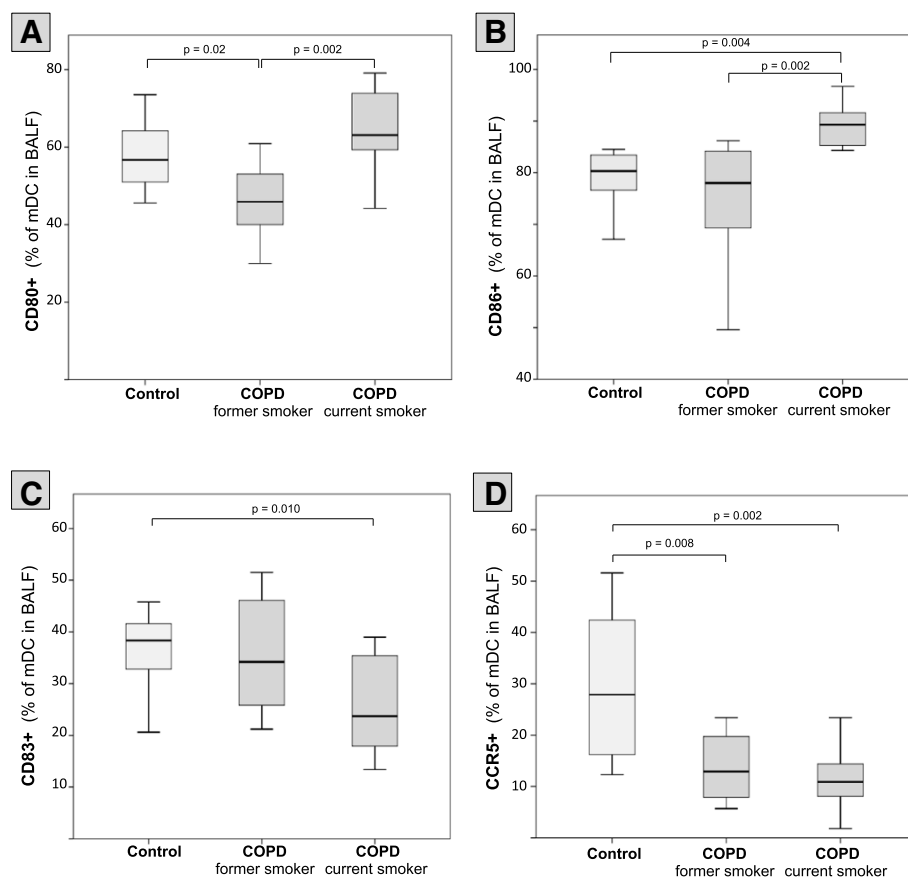 A
p = 0.02
p = 0.002
CD80+ (% of mDC in BALF)
80
60
40
20
Control
COPD
former smoker
COPD
current smoker
B
p = 0.004
p = 0.002
CD86+ (% of mDC in BALF)
100
80
60
40
Control
COPD
former smoker
COPD
current smoker
C
p = 0.010
CD83+ (% of mDC in BALF)
60
50
40
30
20
10
Control
COPD
former smoker
COPD
current smoker
D
p = 0.002
p = 0.008
CCR5+ (% of mDC in BALF)
60
50
40
30
20
10
Control
COPD
former smoker
COPD
current smoker